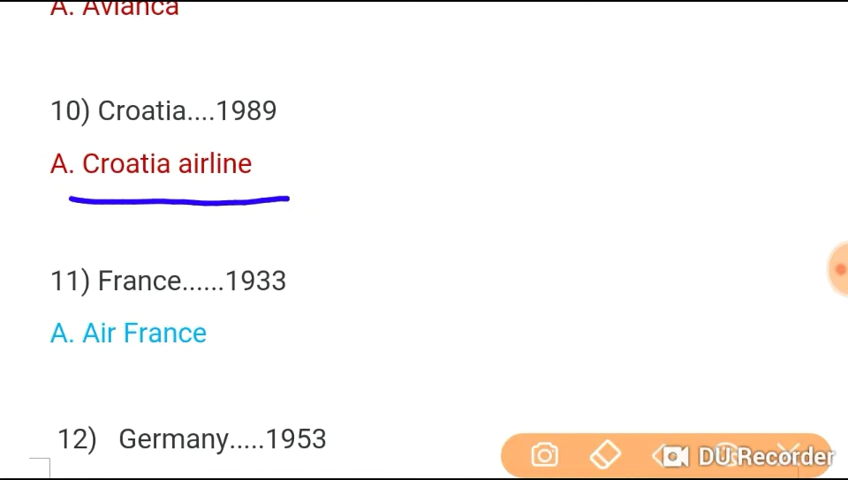 A. Avianca
10) Croatia....1989
A. Croatia airline
11) France......1933
A. Air France
12) Germany.....1953
DU Recorder